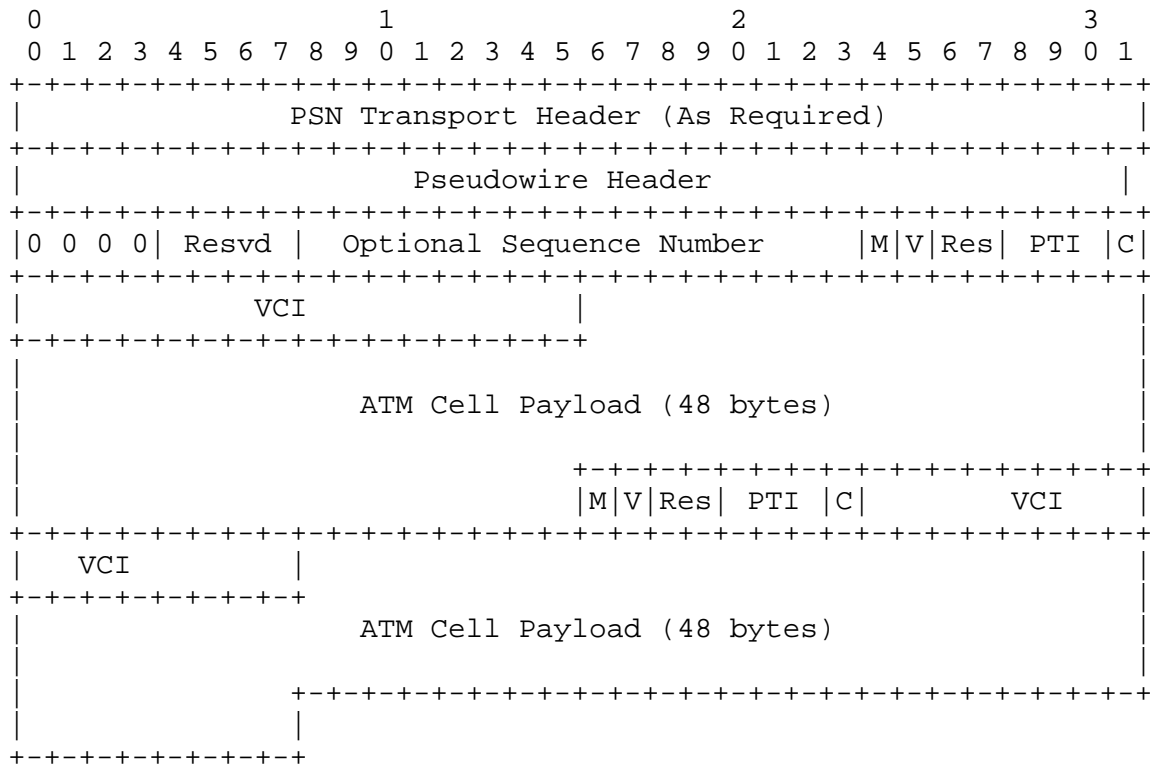 0                   1                   2                   3
 0 1 2 3 4 5 6 7 8 9 0 1 2 3 4 5 6 7 8 9 0 1 2 3 4 5 6 7 8 9 0 1
+-+-+-+-+-+-+-+-+-+-+-+-+-+-+-+-+-+-+-+-+-+-+-+-+-+-+-+-+-+-+-+-+
|               PSN Transport Header (As Required)              |
+-+-+-+-+-+-+-+-+-+-+-+-+-+-+-+-+-+-+-+-+-+-+-+-+-+-+-+-+-+-+-+-+
|                      Pseudowire Header                       |
+-+-+-+-+-+-+-+-+-+-+-+-+-+-+-+-+-+-+-+-+-+-+-+-+-+-+-+-+-+-+-+-+
|0 0 0 0| Resvd |  Optional Sequence Number     |M|V|Res| PTI |C|
+-+-+-+-+-+-+-+-+-+-+-+-+-+-+-+-+-+-+-+-+-+-+-+-+-+-+-+-+-+-+-+-+
|             VCI               |                               |
+-+-+-+-+-+-+-+-+-+-+-+-+-+-+-+-+                               |
|                                                               |
|                   ATM Cell Payload (48 bytes)                 |
|                                                               |
|                               +-+-+-+-+-+-+-+-+-+-+-+-+-+-+-+-+
|                               |M|V|Res| PTI |C|        VCI    |
+-+-+-+-+-+-+-+-+-+-+-+-+-+-+-+-+-+-+-+-+-+-+-+-+-+-+-+-+-+-+-+-+
|   VCI         |                                               |
+-+-+-+-+-+-+-+-+                                               |
|                   ATM Cell Payload (48 bytes)                 |
|                                                               |
|               +-+-+-+-+-+-+-+-+-+-+-+-+-+-+-+-+-+-+-+-+-+-+-+-+
|               |
+-+-+-+-+-+-+-+-+